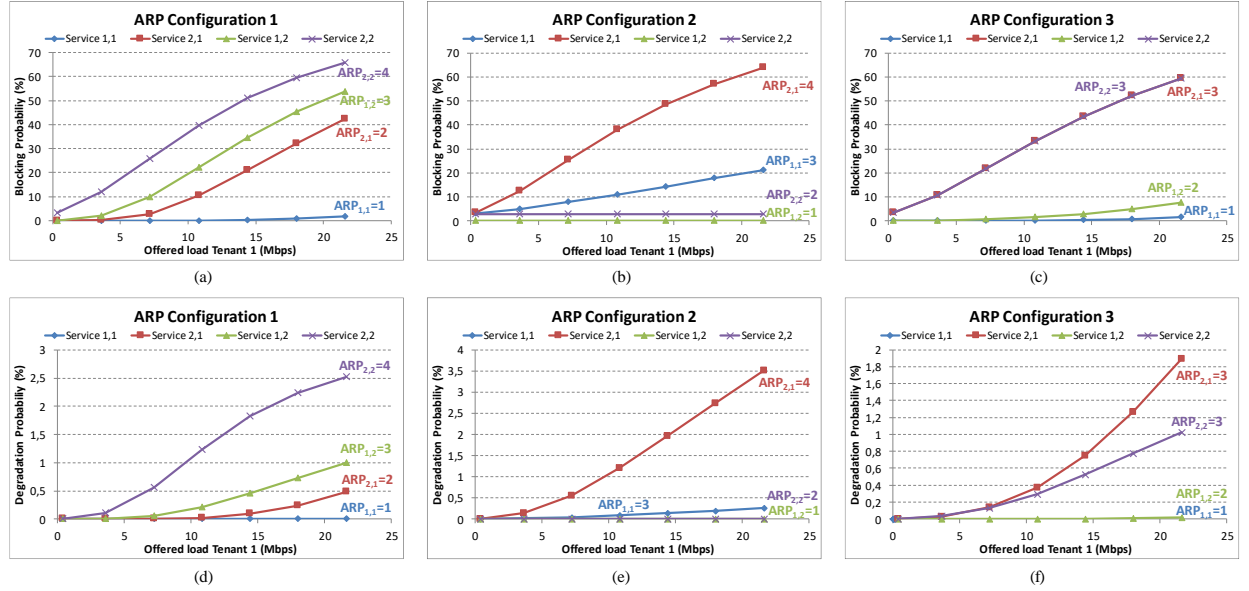 ARP Configuration 1
Service 1,1 Service 2,1 Service 1,2 Service 2,2
Blocking Probability (%)
70
60
50
40
30
20
10
0
0 5 10 15 20 25
ARP2,2=4
ARP1,2=3
ARP2,1=2
ARP1,1=1
Offered load Tenant 1 (Mbps)
(a)
ARP Configuration 2
Service 1,1 Service 2,1 Service 1,2 Service 2,2
Blocking Probability (%)
70
60
50
40
30
20
10
0
0 5 10 15 20 25
ARP2,1=4
ARP1,1=3
ARP2,2=2
ARP1,2=1
Offered load Tenant 1 (Mbps)
(b)
ARP Configuration 3
Service 1,1 Service 2,1 Service 1,2 Service 2,2
Blocking Probability (%)
70
60
50
40
30
20
10
0
0 5 10 15 20 25
ARP2,2=3
ARP2,1=3
ARP1,2=2
ARP1,1=1
Offered load Tenant 1 (Mbps)
(c)
ARP Configuration 1
Service 1,1 Service 2,1 Service 1,2 Service 2,2
Degradation Probabiliy (%)
3
2,5
2
1,5
1
0,5
0
0 5 10 15 20 25
ARP2,2=4
ARP1,2=3
ARP2,1=2
ARP1,1=1
Offered load Tenant 1 (Mbps)
(d)
ARP Configuration 2
Service 1,1 Service 2,1 Service 1,2 Service 2,2
Degradation Probabiliy (%)
4
3,5
3
2,5
2
1,5
1
0,5
0
0 5 10 15 20 25
ARP2,1=4
ARP1,1=3
ARP2,2=2
ARP1,2=1
Offered load Tenant 1 (Mbps)
(e)
ARP Configuration 3
Service 1,1 Service 2,1 Service 1,2 Service 2,2
Degradation Probabiliy (%)
2
1,8
1,6
1,4
1,2
1
0,8
0,6
0,4
0,2
0
0 5 10 15 20 25
ARP2,1=3
ARP2,2=3
ARP1,2=2
ARP1,1=1
Offered load Tenant 1 (Mbps)
(f)